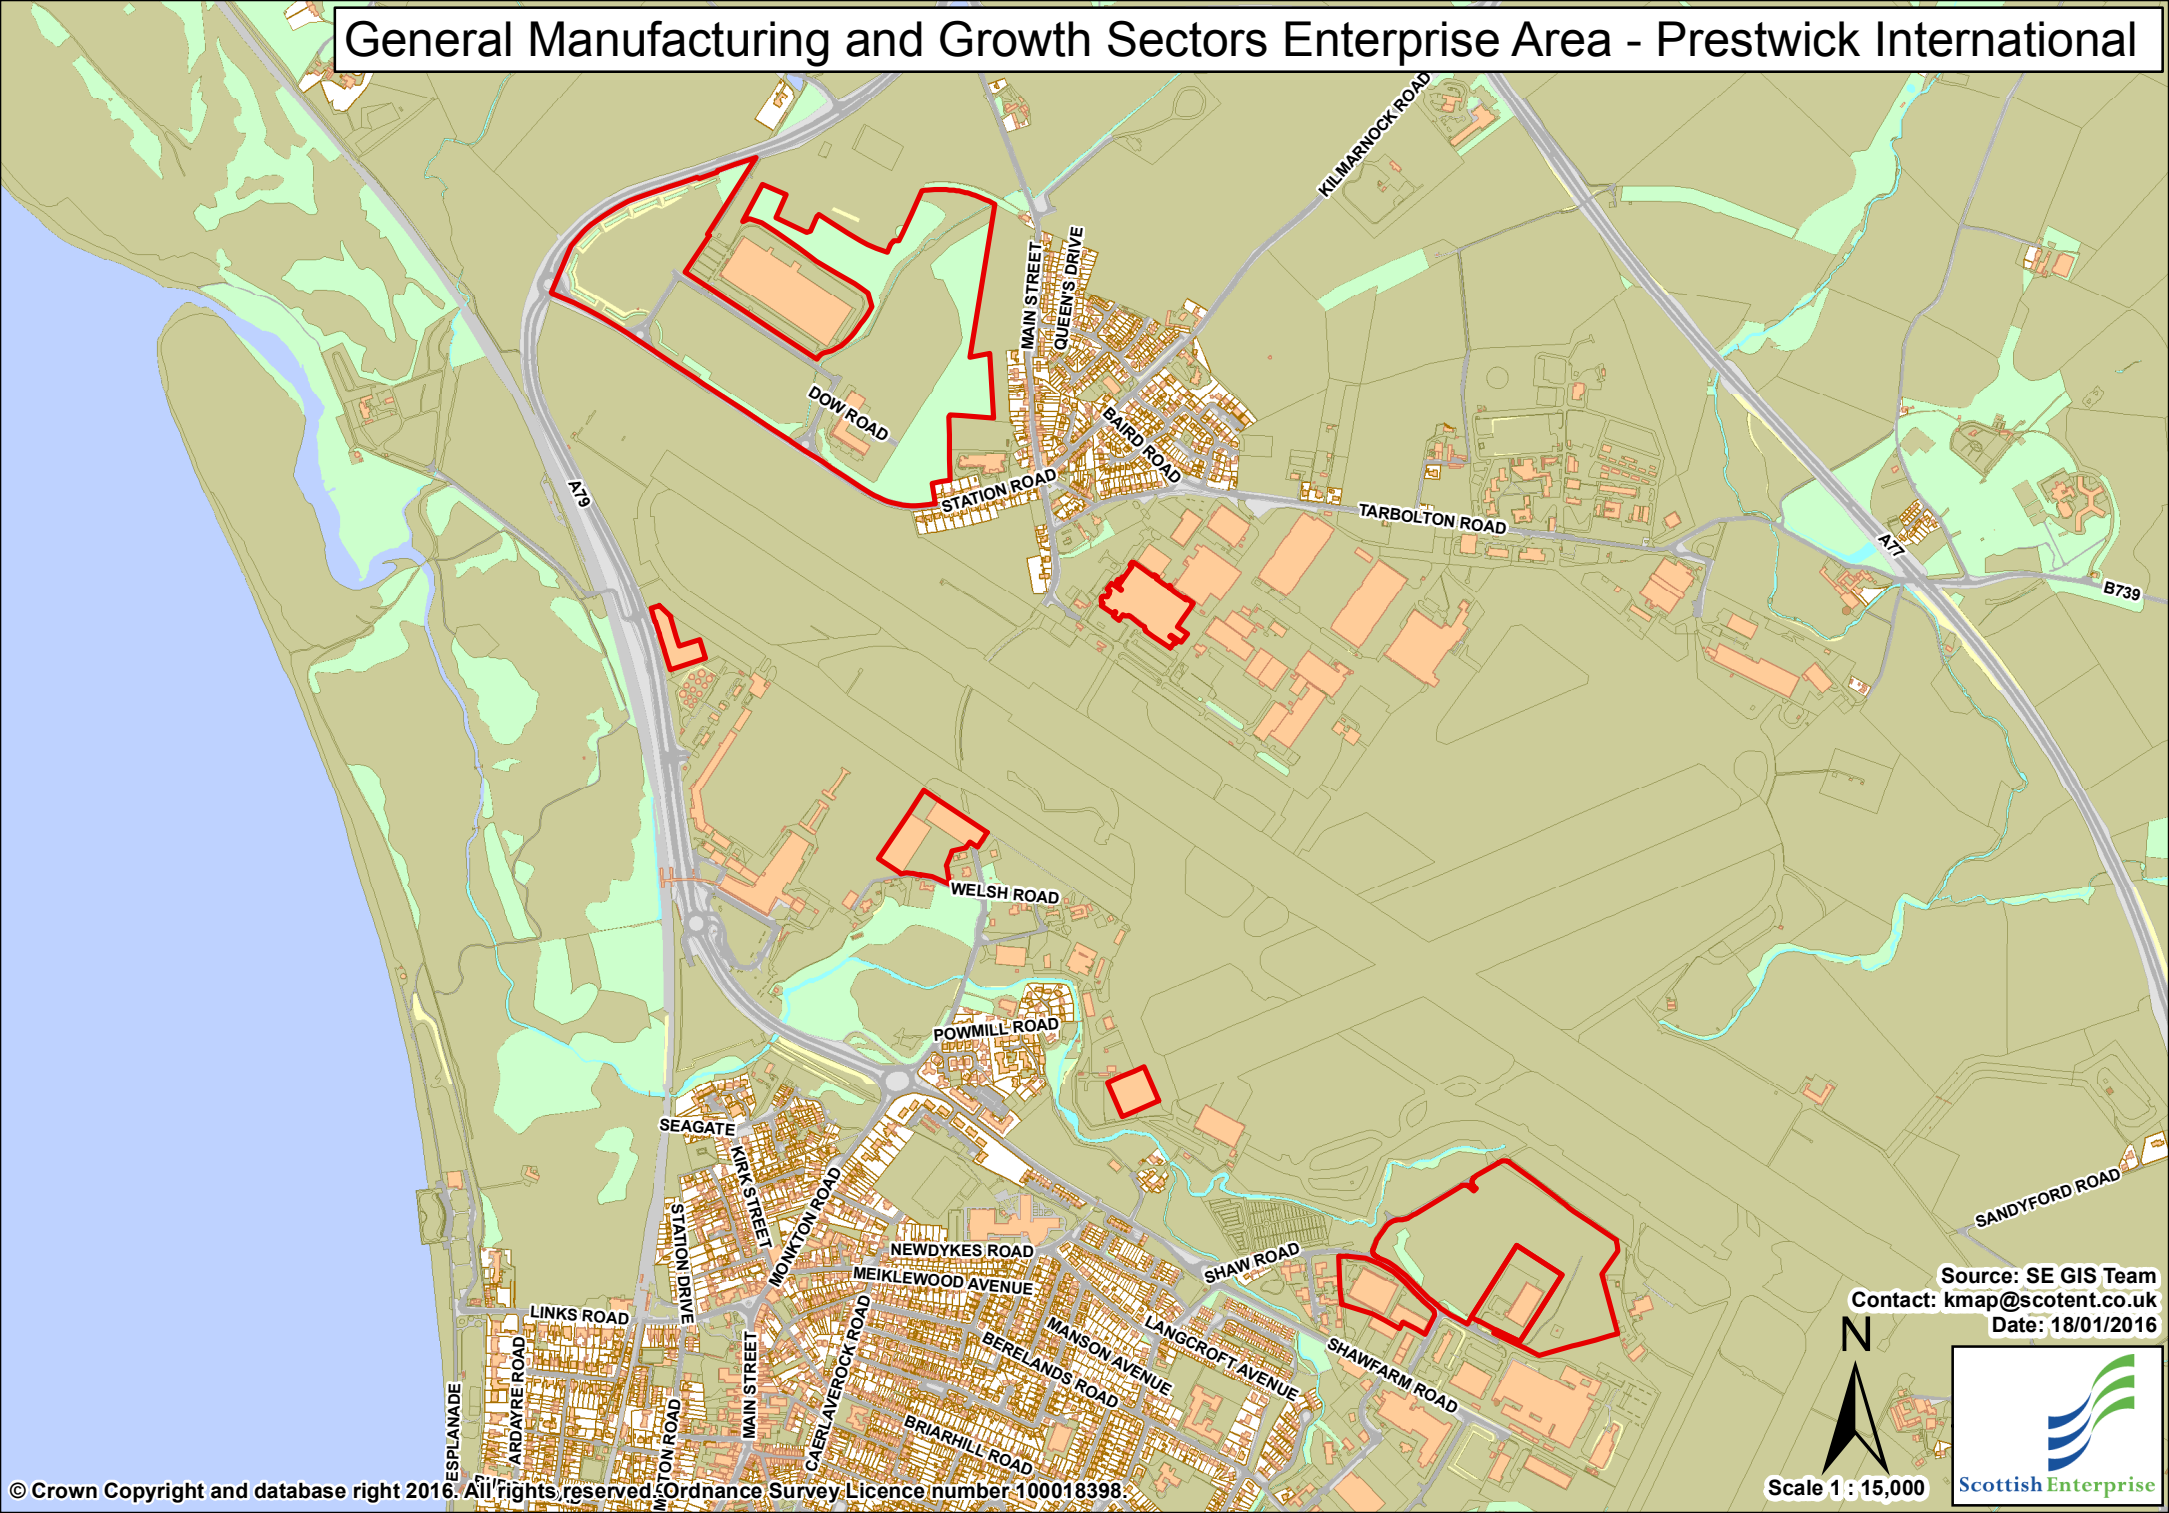 General Manufacturing and Growth Sectors Enterprise Area - Prestwick International
KILMARNOCK ROAD
MAIN STREET
QUEEN'S DRIVE
DOW ROAD
BAIRD ROAD
A79
STATION ROAD
TARBOLTON ROAD
A77
B739
WELSH ROAD
POWMILL ROAD
SEAGATE
KIRK STREET
MONKTON ROAD
STATION DRIVE
NEWDYKES ROAD
MEIKLEWOOD AVENUE
SHAW ROAD
SANDYFORD ROAD
LINKS ROAD
MAIN STREET
CAERLAVEROCK ROAD
BERELANDS ROAD
MANSON AVENUE
LANGCROFT AVENUE
SHAWFARM ROAD
BRIARHILL ROAD
ESPLANADE
ARDAYRE ROAD
TON ROAD
Source: SE GIS Team
Contact: kmap@scotent.co.uk
Date: 18/01/2016
N
Scale 1 : 15,000
Scottish Enterprise
© Crown Copyright and database right 2016. All rights reserved. Ordnance Survey Licence number 100018398.